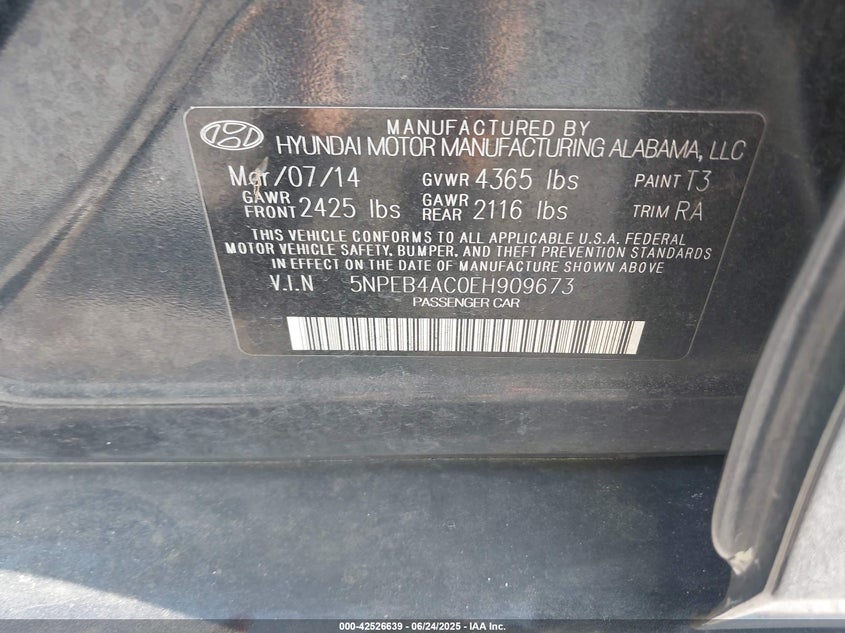 MANUFACTURED BY
HYUNDAI MOTOR MANUFACTURING ALABAMA, LLC
Mar/07/14 GVWR 4365 lbs PAINT T3
GAWR FRONT 2425 lbs GAWR REAR 2116 lbs TRIM RA
THIS VEHICLE CONFORMS TO ALL APPLICABLE U.S.A. FEDERAL
MOTOR VEHICLE SAFETY, BUMPER, AND THEFT PREVENTION STANDARDS
IN EFFECT ON THE DATE OF MANUFACTURE SHOWN ABOVE
V.I.N 5NPEB4AC0EH909673
PASSENGER CAR
000-42526639 - 06/24/2025 - IAA Inc.